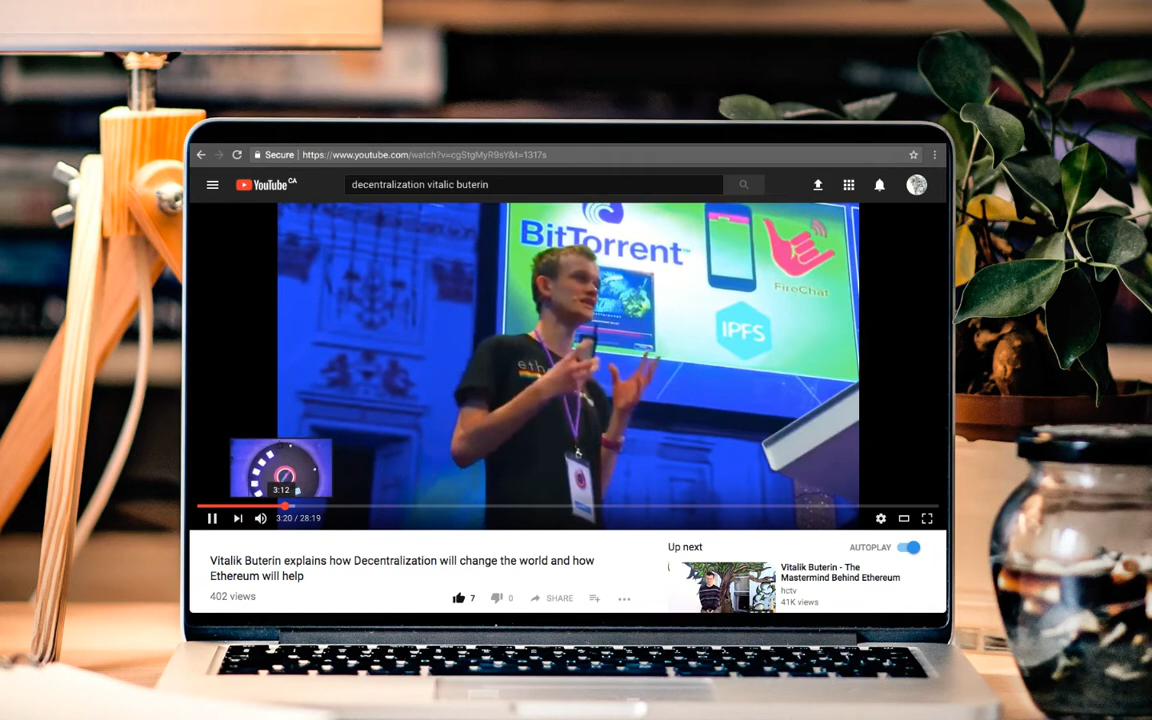 Secure
https://www.youtube.com/watch?v=cgStgMyR9sY&t=1317s
YouTube CA
decentralization vitalic buterin
BitTorrent™
FireChat
IPFS
eth
3:12
3:20 / 28:19
Vitalik Buterin explains how Decentralization will change the world and how
Ethereum will help
402 views
7
0
SHARE
Up next
AUTOPLAY
Vitalik Buterin - The
Mastermind Behind Ethereum
hctv
41K views